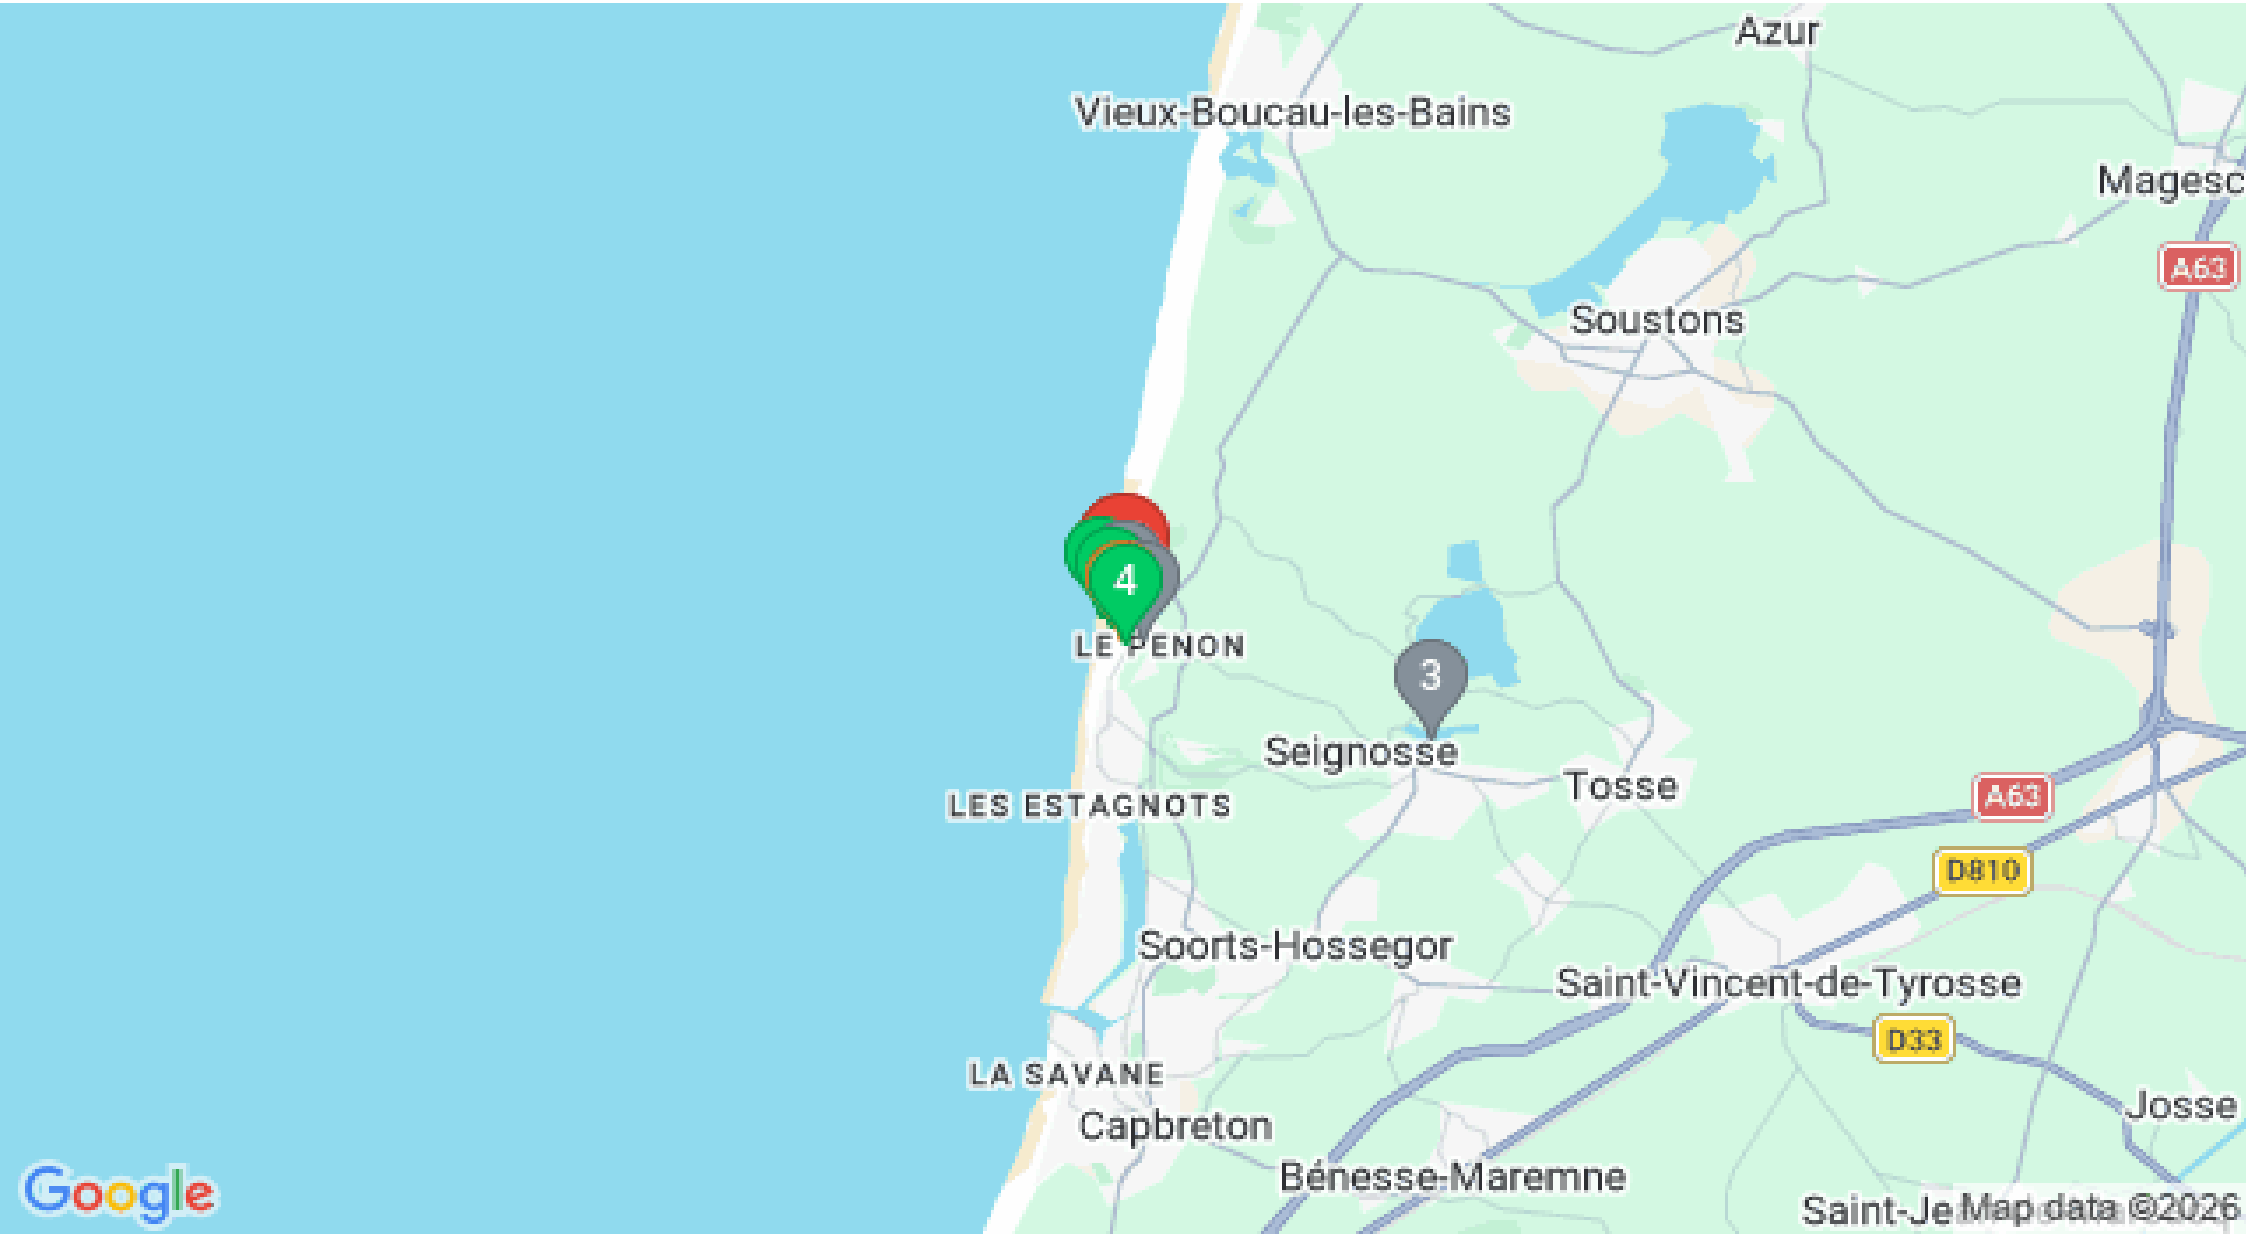 Azur
Vieux-Boucau-les-Bains
Magesc
A63
Soustons
4
LE PENON
3
Seignosse
Tosse
A63
LES ESTAGNOTS
D810
Soorts-Hossegor
Saint-Vincent-de-Tyrosse
D33
LA SAVANE
Josse
Capbreton
Bénesse-Maremne
Google
Saint-Je
Map data ©2026